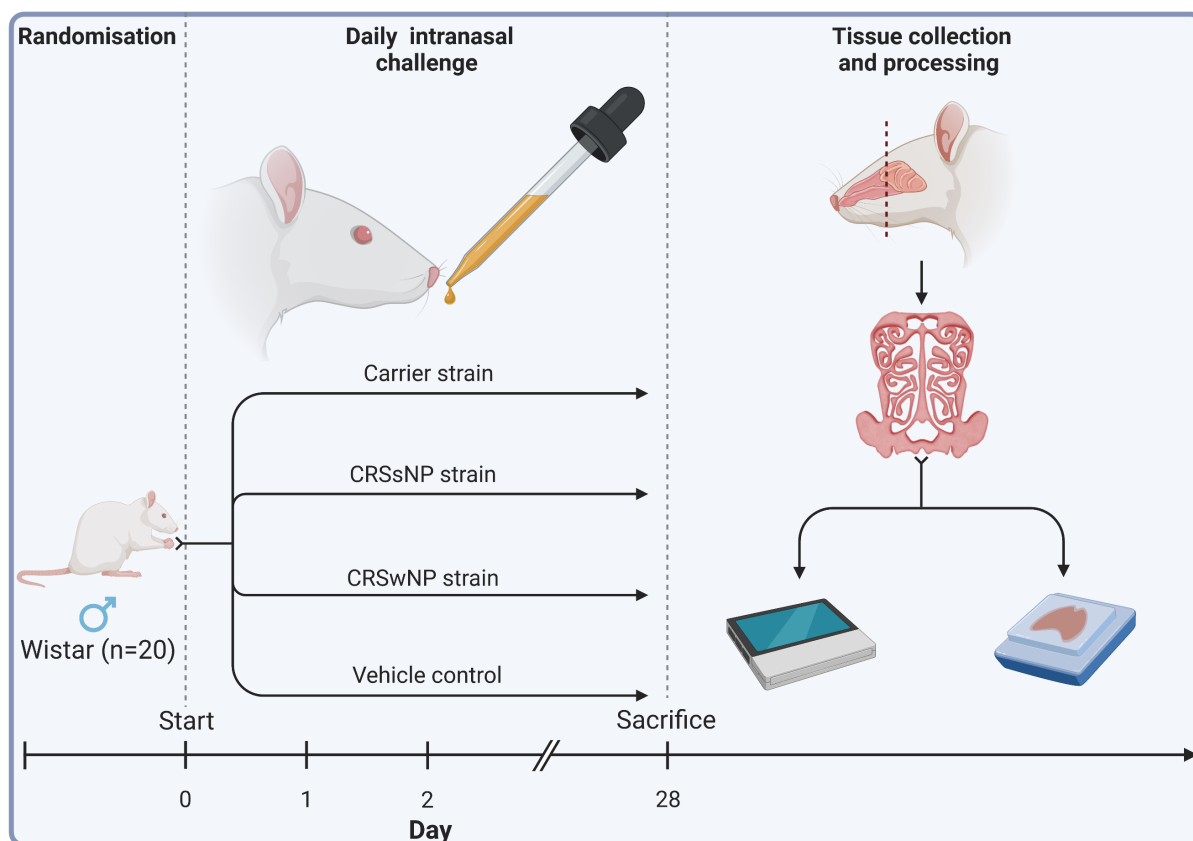 Randomisation
Daily intranasal
challenge
Tissue collection
and processing
Carrier strain
CRSsNP strain
CRSwNP strain
Vehicle control
Wistar (n=20)
Start
Sacrifice
0
1
2
28
Day